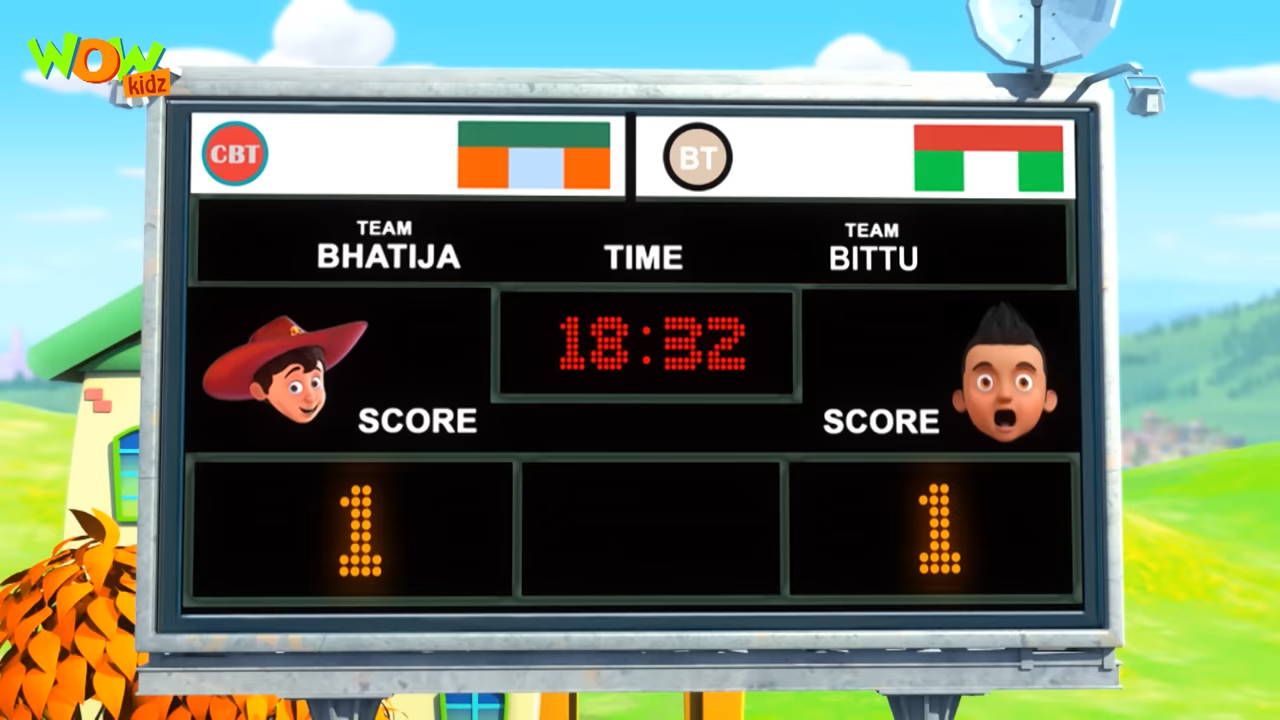 WOW
kidz
CBT
BT
TEAM
BHATIJA
TIME
TEAM
BITTU
18:32
SCORE
SCORE
1
1